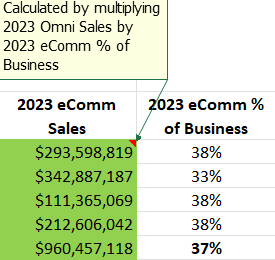 Calculated by multiplying
2023 Omni Sales by
2023 eComm % of
Business
2023 eComm 2023 eComm %
Sales of Business
$293,598,819 38%
$342,887,187 33%
$111,365,069 38%
$212,606,042 38%
$960,457,118 37%